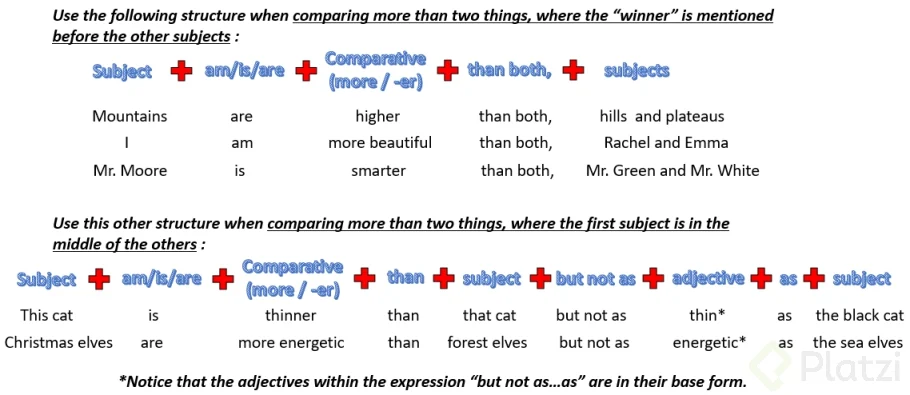 Use the following structure when comparing more than two things, where the “winner” is mentioned
before the other subjects :
Subject + am/is/are + Comparative (more / -er) + than both, + subjects
Mountains are higher than both, hills and plateaus
I am more beautiful than both, Rachel and Emma
Mr. Moore is smarter than both, Mr. Green and Mr. White
Use this other structure when comparing more than two things, where the first subject is in the
middle of the others :
Subject + am/is/are + Comparative (more / -er) + than + subject + but not as + adjective + as + subject
This cat is thinner than that cat but not as thin* as the black cat
Christmas elves are more energetic than forest elves but not as energetic* as the sea elves
*Notice that the adjectives within the expression “but not as...as” are in their base form.
Platzi